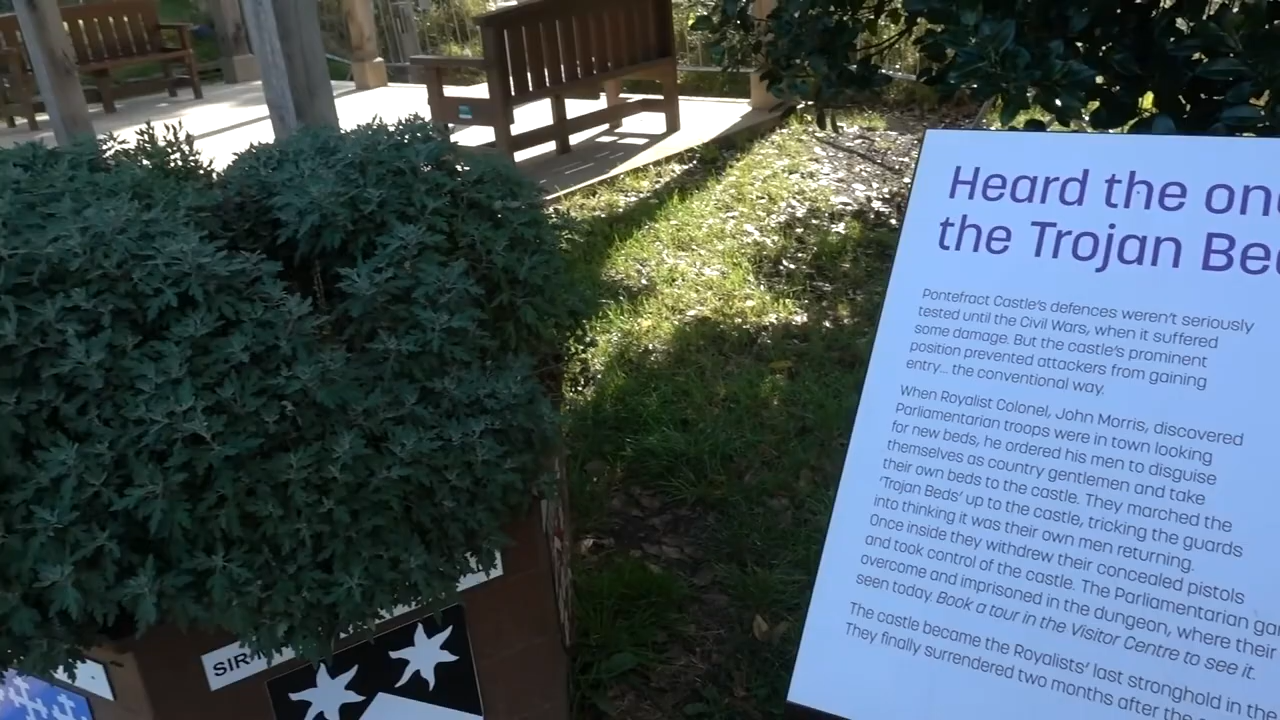 Heard the
the Trojan
Pontefract Castle's defences weren't seriously
tested until the Civil Wars, when it suffered
some damage. But the castle's prominent
position prevented attackers from gaining
entry... the conventional way.
When Royalist Colonel, John Morris, discovered
Parliamentarian troops were in town looking
for new beds, he ordered his men to disguise
themselves as country gentlemen and take
their own beds to the castle. They marched the
'Trojan Beds' up to the castle, tricking the guards
into thinking it was their own men returning.
Once inside they withdrew their concealed pistols
and took control of the castle. The Parliamentarian
overcome and imprisoned in the dungeon, where their
seen today. Book a tour in the Visitor Centre to see it.
The castle became the Royalists' last stronghold in the
They finally surrendered two months after the
SIR